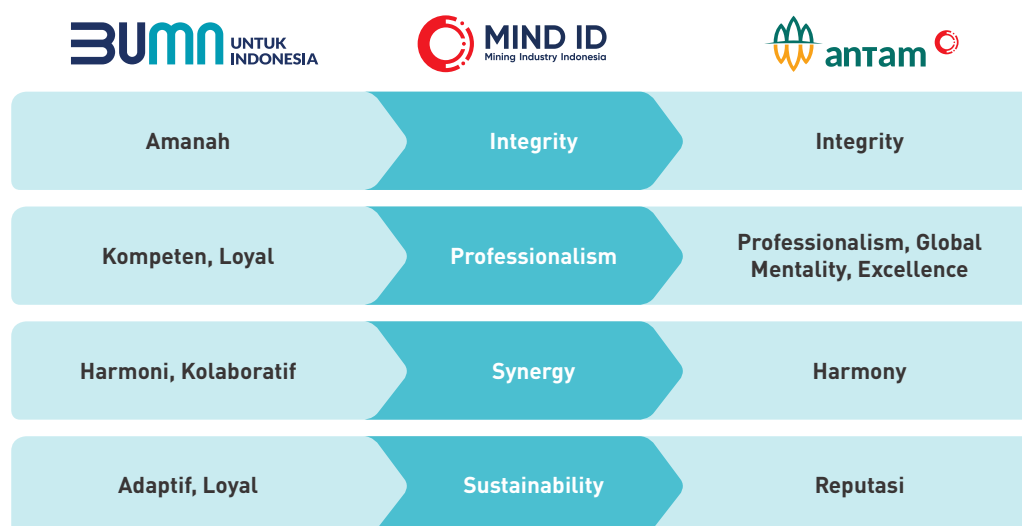 BUMN UNTUK
INDONESIA
MIND ID
Mining Industry Indonesia
antam
Amanah
Integrity
Integrity
Kompeten, Loyal
Professionalism
Professionalism, Global
Mentality, Excellence
Harmoni, Kolaboratif
Synergy
Harmony
Adaptif, Loyal
Sustainability
Reputasi